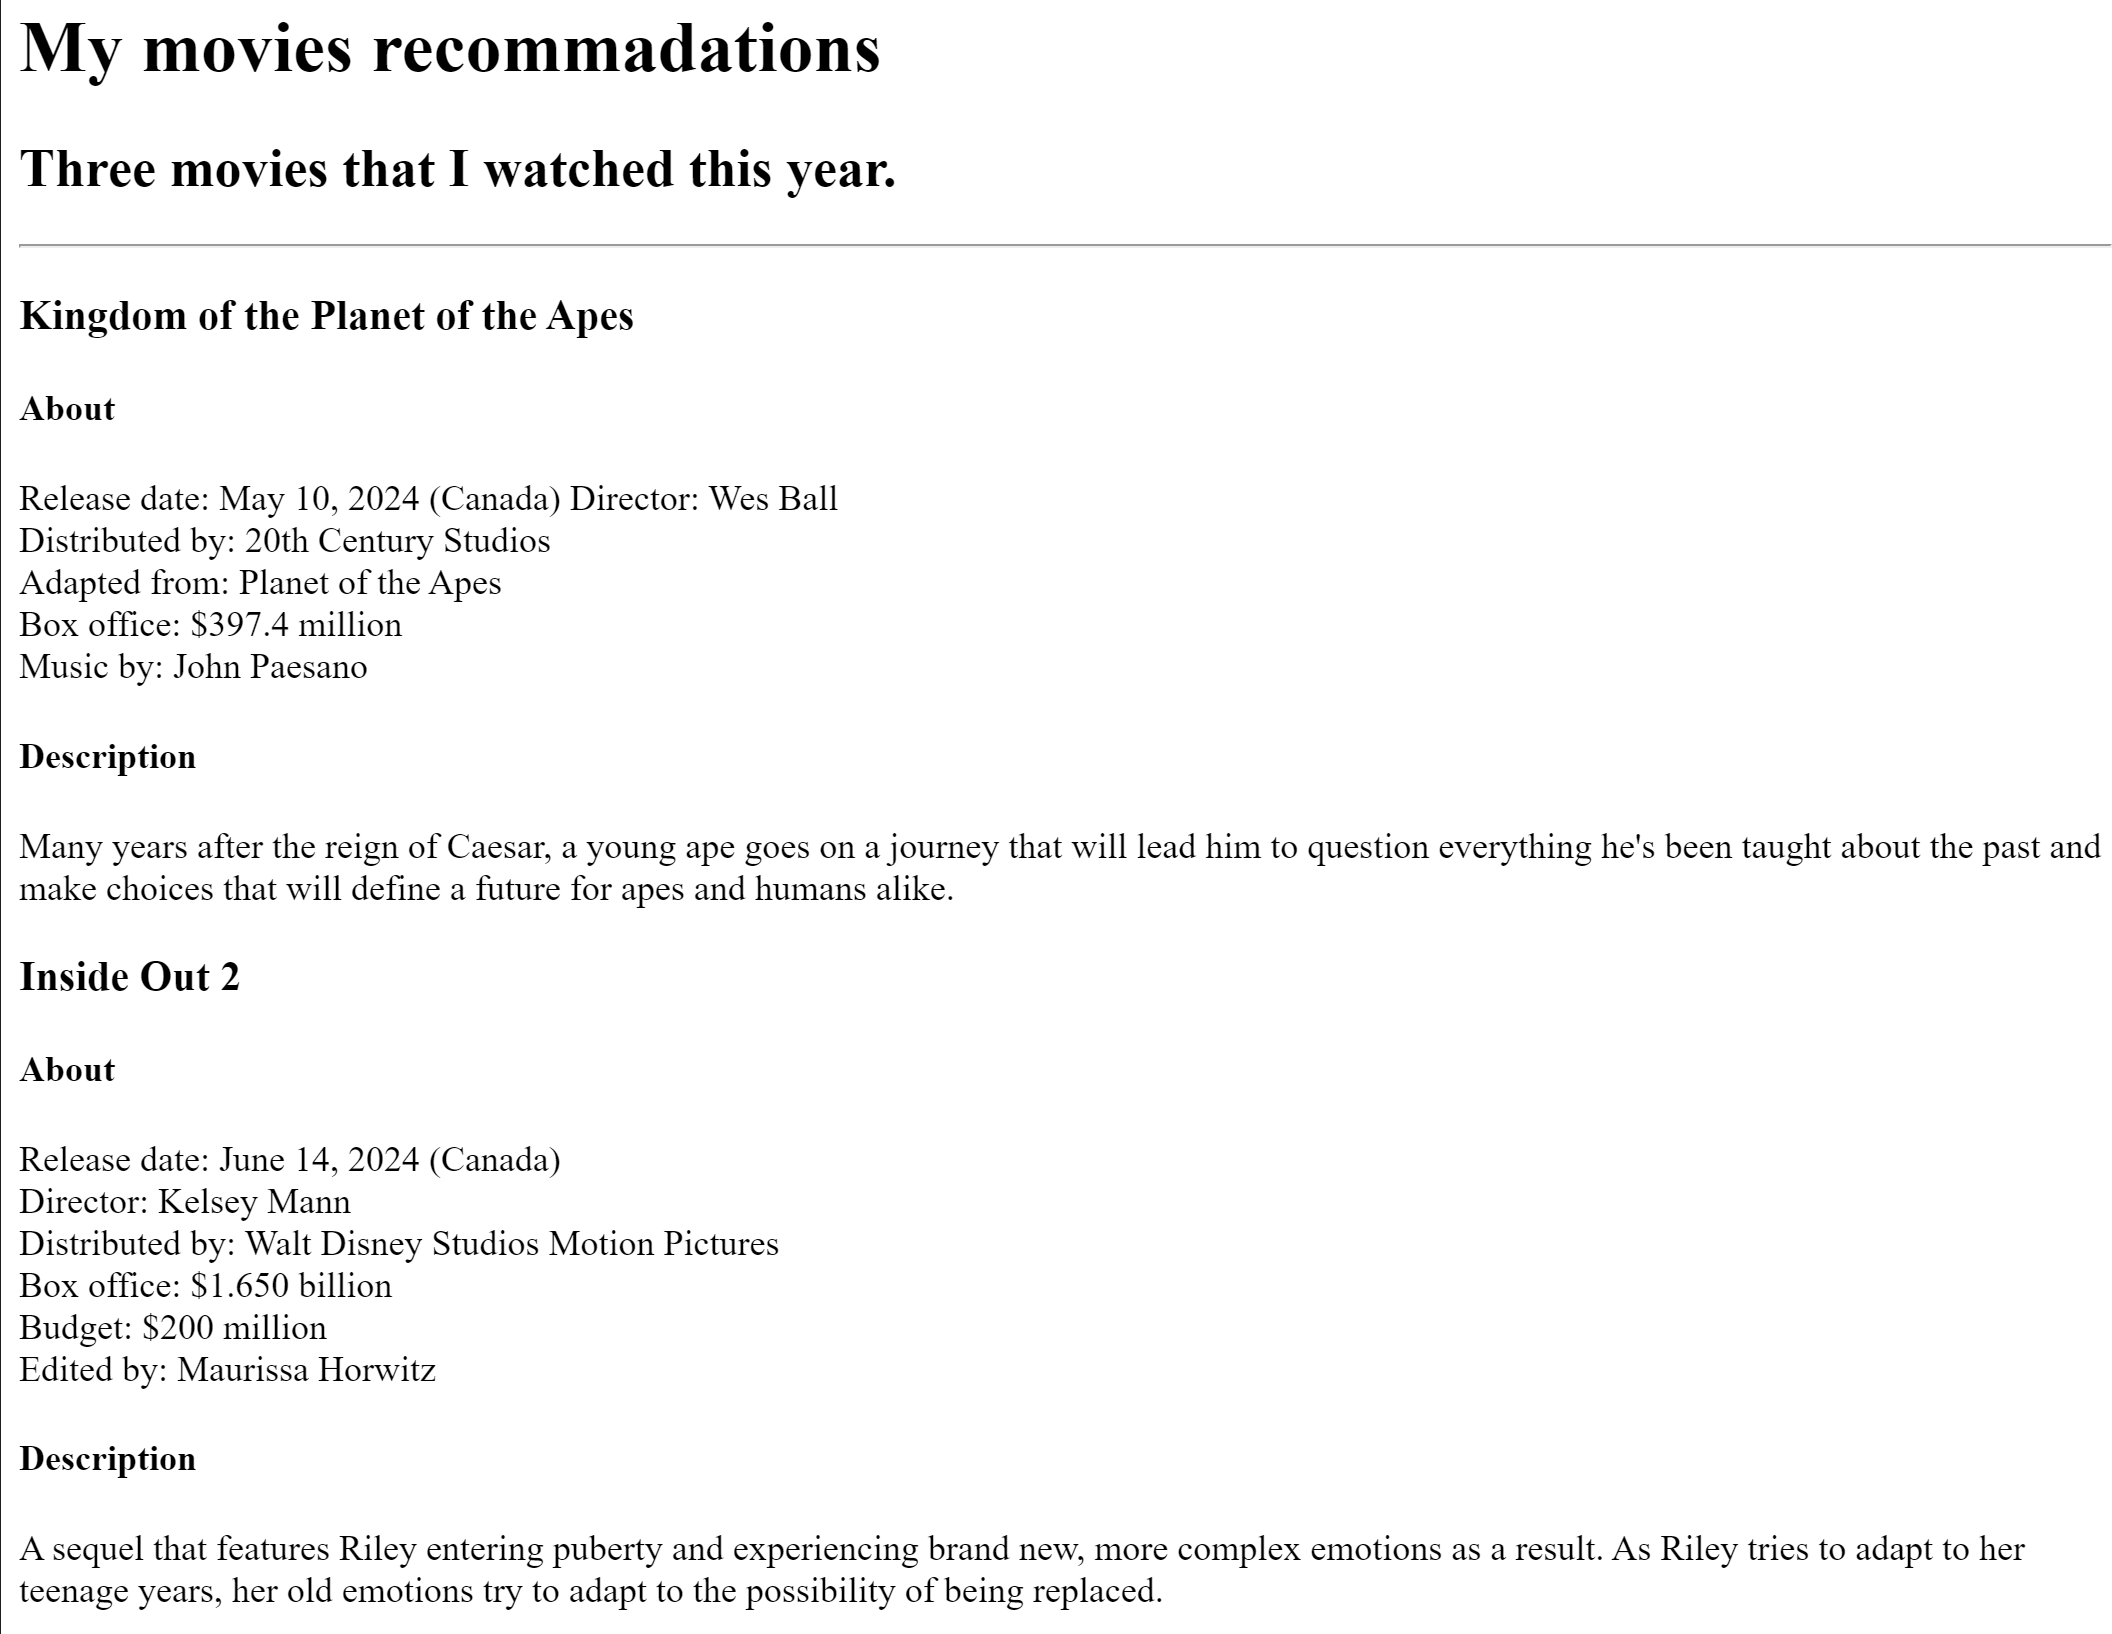 My movies recommadations
Three movies that I watched this year.
Kingdom of the Planet of the Apes
About
Release date: May 10, 2024 (Canada) Director: Wes Ball
Distributed by: 20th Century Studios
Adapted from: Planet of the Apes
Box office: $397.4 million
Music by: John Paesano
Description
Many years after the reign of Caesar, a young ape goes on a journey that will lead him to question everything he's been taught about the past and
make choices that will define a future for apes and humans alike.
Inside Out 2
About
Release date: June 14, 2024 (Canada)
Director: Kelsey Mann
Distributed by: Walt Disney Studios Motion Pictures
Box office: $1.650 billion
Budget: $200 million
Edited by: Maurissa Horwitz
Description
A sequel that features Riley entering puberty and experiencing brand new, more complex emotions as a result. As Riley tries to adapt to her
teenage years, her old emotions try to adapt to the possibility of being replaced.